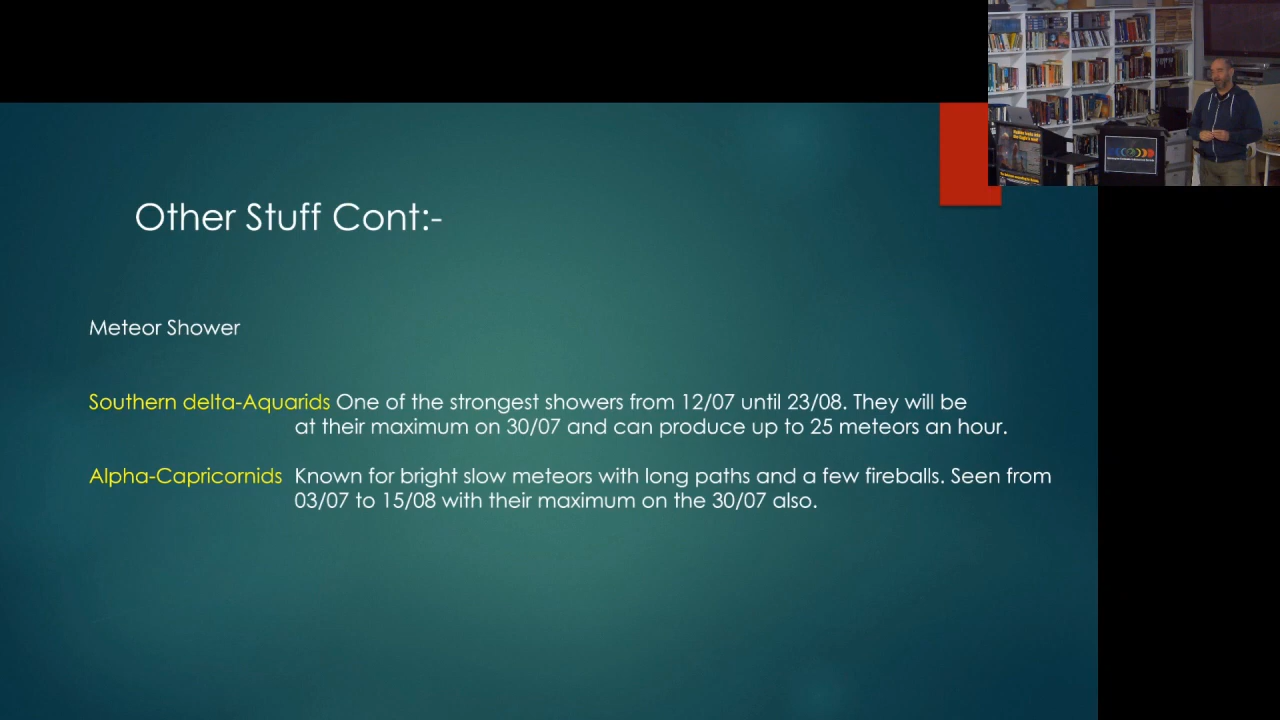 Other Stuff Cont:-
Meteor Shower
Southern delta-Aquarids One of the strongest showers from 12/07 until 23/08. They will be
at their maximum on 30/07 and can produce up to 25 meteors an hour.
Alpha-Capricornids Known for bright slow meteors with long paths and a few fireballs. Seen from
03/07 to 15/08 with their maximum on the 30/07 also.